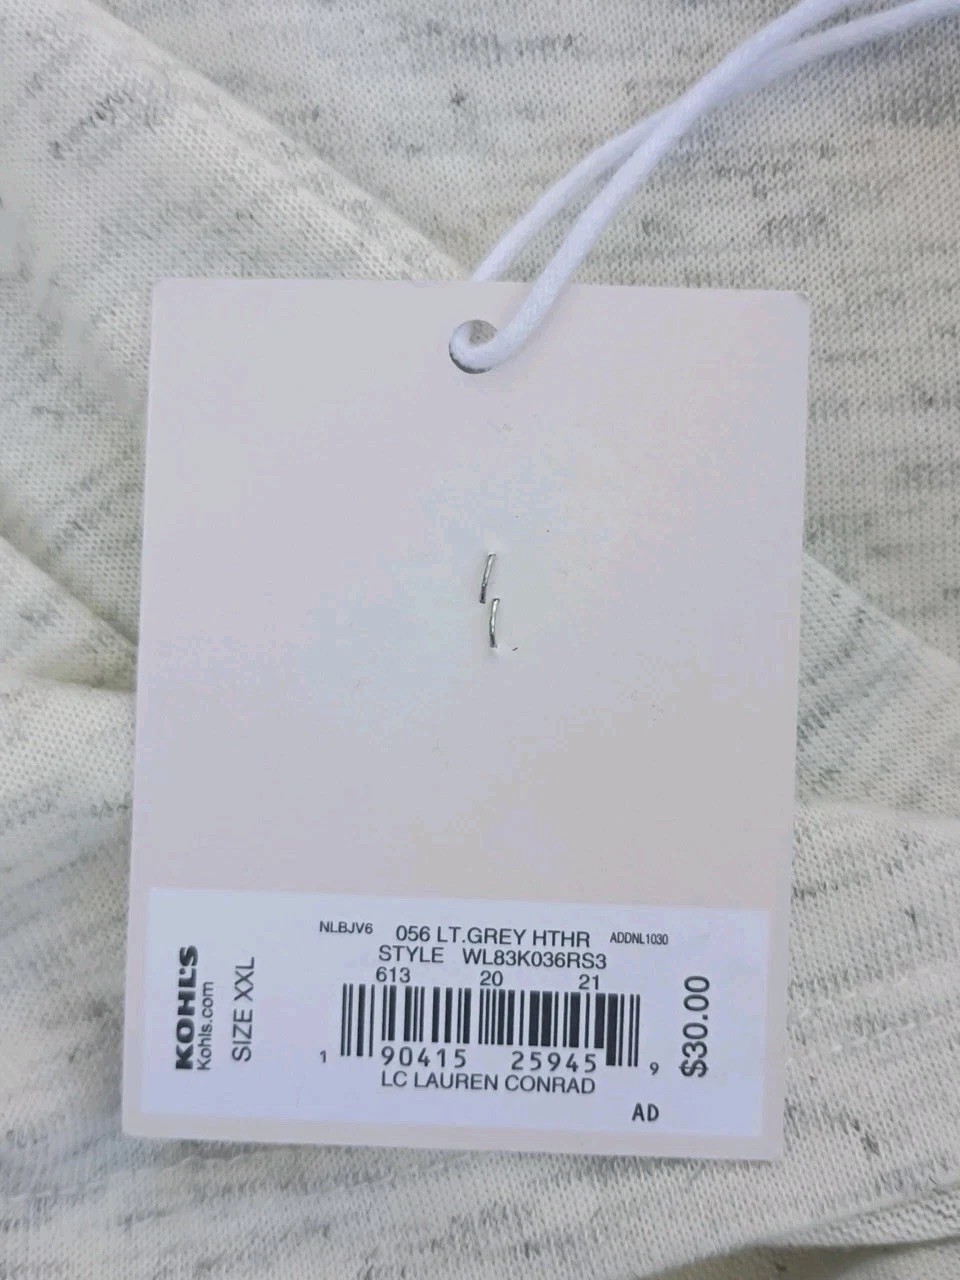 NLBJV6 056 LT.GREY HTHR ADDNL1030
STYLE WL83K036RS3
613 20 21
1 90415 25945 9
LC LAUREN CONRAD
AD
KOHL'S
Kohls.com
SIZE XXL
$30.00